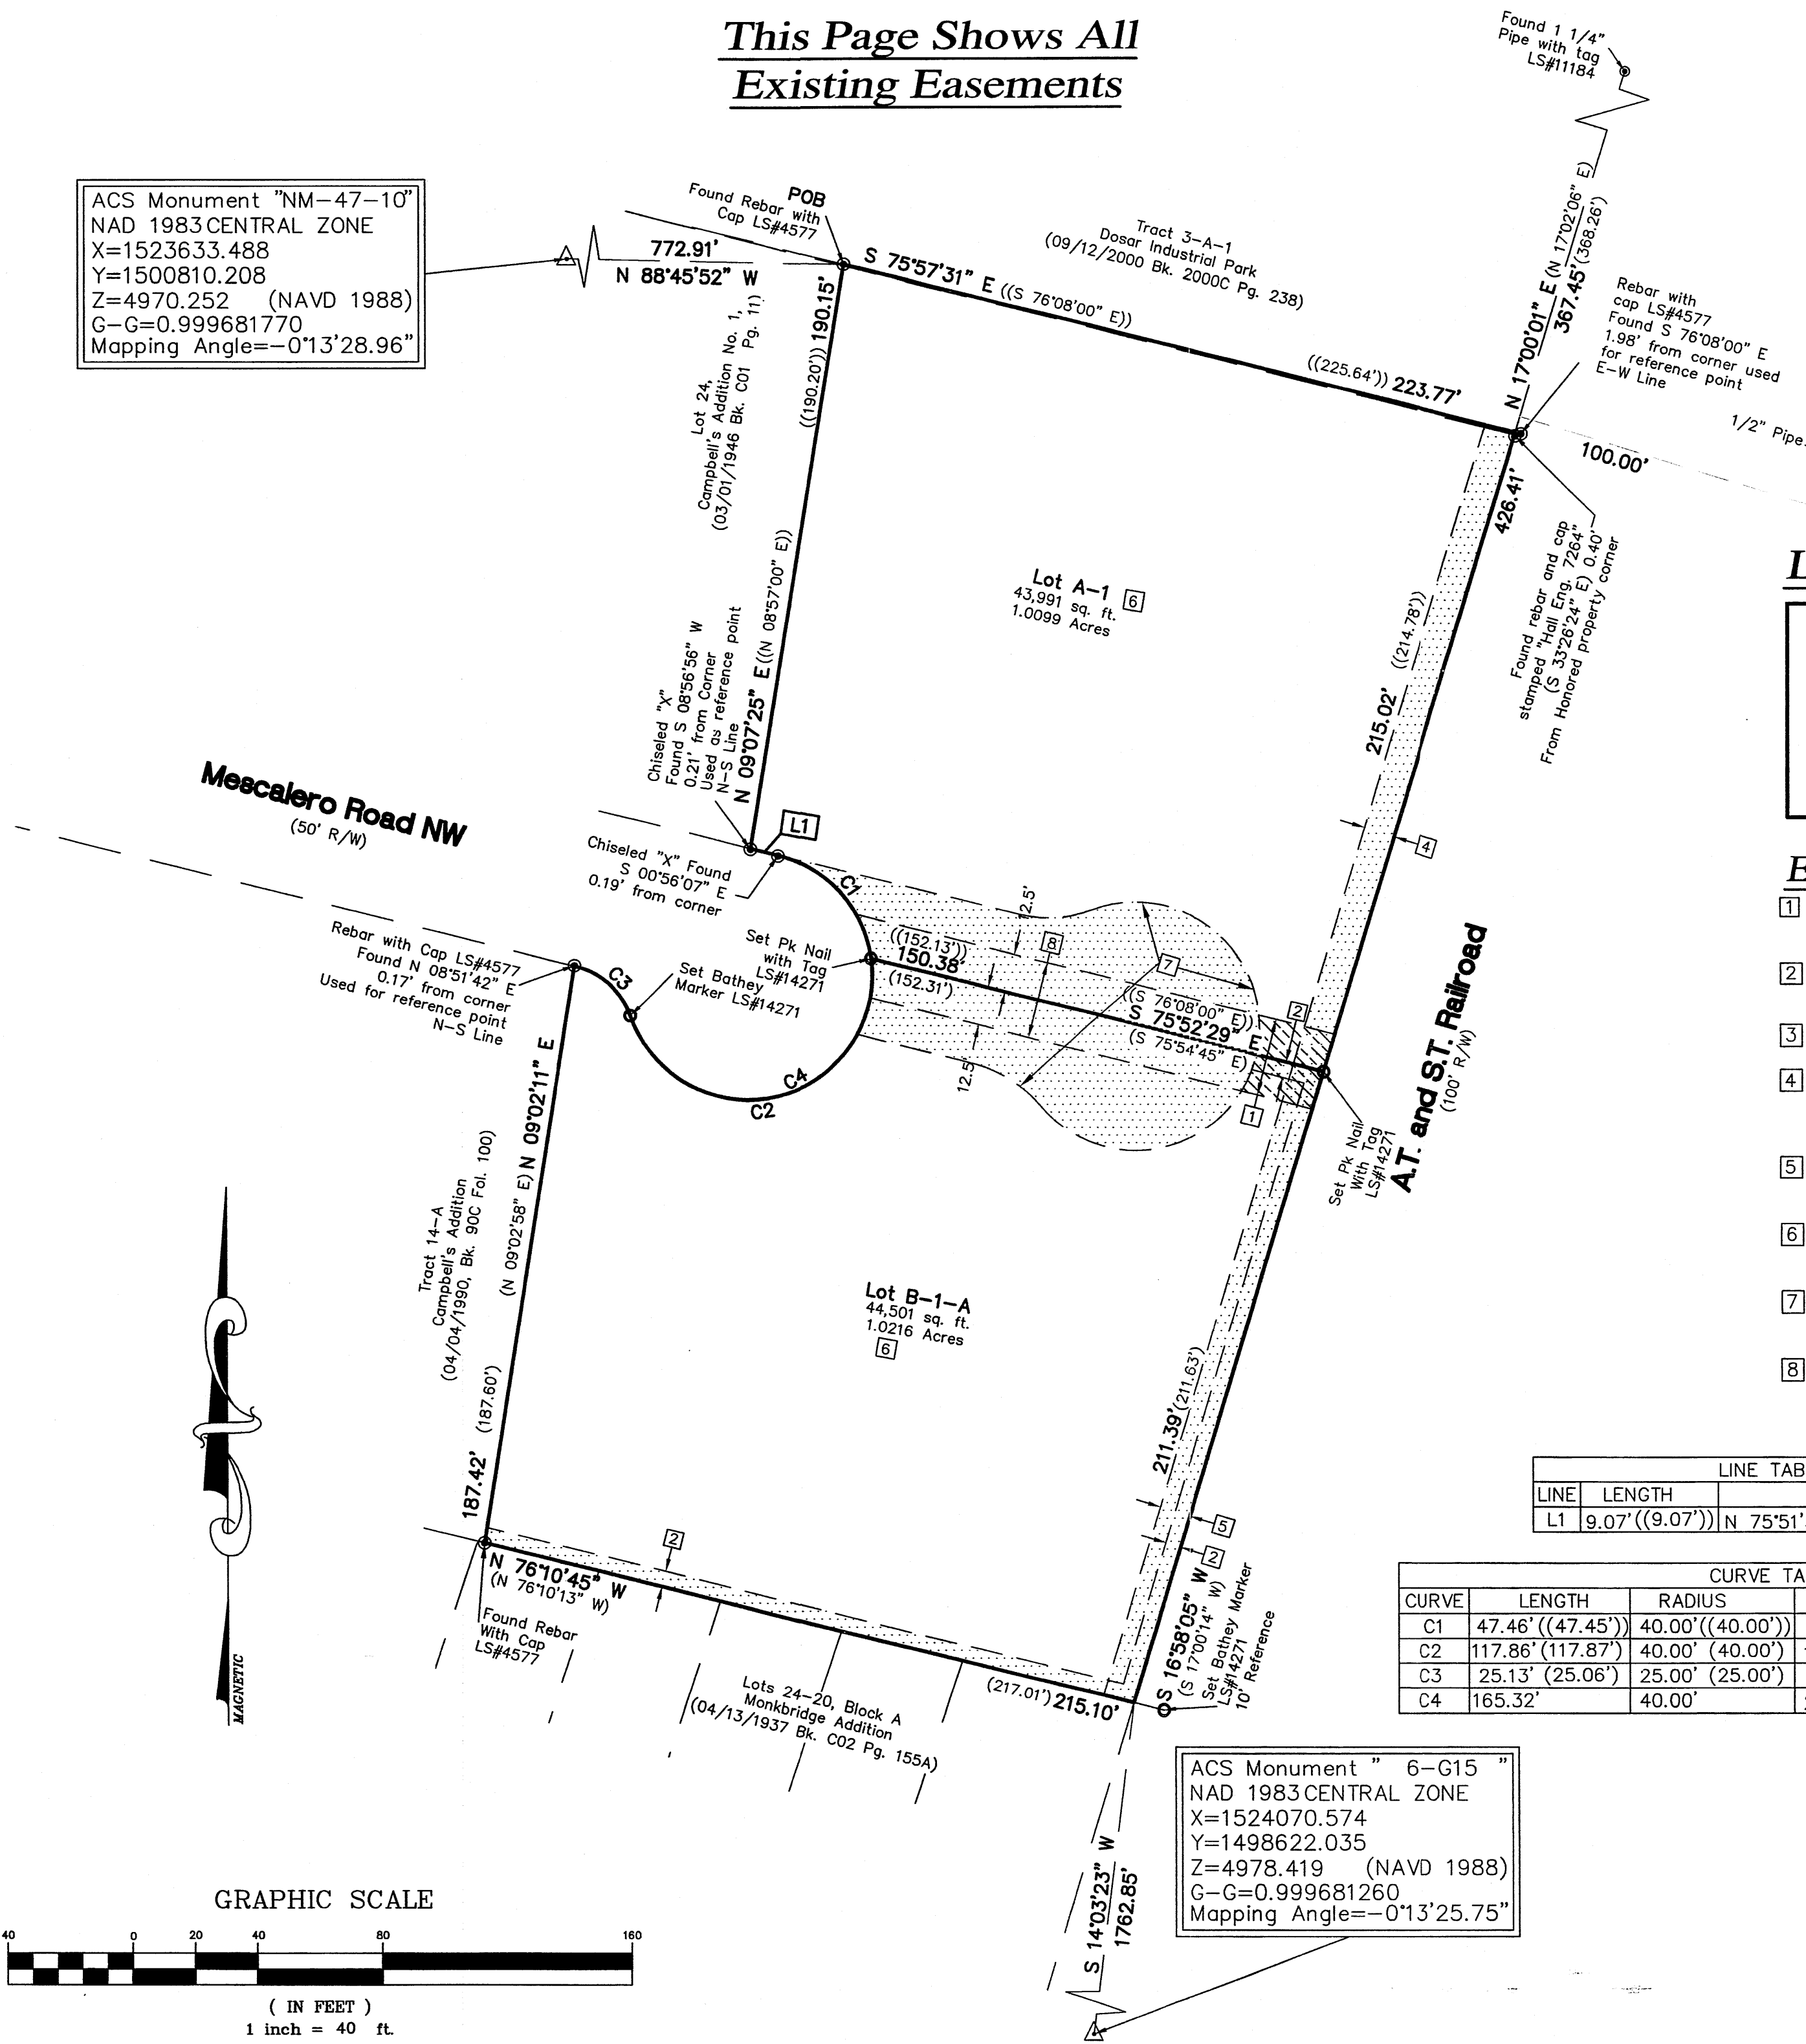 This Page Shows All
Existing Easements
Found 1 1/4"
Pipe with tag
LS#11184
ACS Monument "NM-47-10"
NAD 1983 CENTRAL ZONE
X=1523633.488
Y=1500810.208
Z=4970.252 (NAVD 1988)
G-G=0.999681770
Mapping Angle=-0°13'28.96"
Found Rebar with
Cap LS#4577
POB
772.91'
N 88°45'52" W
S 75°57'31" E ((S 76°08'00" E))
Tract 3-A-1
Dosar Industrial Park
(09/12/2000 Bk. 2000C Pg. 238)
((225.64')) 223.77'
N 17°00'01" E (N 17°02'06" E)
367.45' (368.26')
Rebar with
cap LS#4577
Found S 76°08'00" E
1.98' from corner used
for reference point
E-W Line
1/2" Pipe.
100.00'
Lot 24,
Campbell's Addition No. 1,
(03/01/1946 Bk. C01 Pg. 11)
((190.20')) 190.15'
N 09°07'25" E ((N 08°57'00" E))
426.41'
Found rebar and cap
stamped "Hall Eng. 7264"
(S 33°26'24" E) 0.40'
From Honored property corner
L
Lot A-1 6
43,991 sq. ft.
1.0099 Acres
215.02' ((214.78'))
Chiseled "X"
Found S 08°56'56" W
0.21' from Corner
Used as reference point
N-S Line
Mescalero Road NW
(50' R/W)
L1
Chiseled "X" Found
S 00°56'07" E
0.19' from corner
C1
4
E
1
2
3
4
5
6
7
8
12.5'
8
7
Rebar with Cap LS#4577
Found N 08°51'42" E
0.17' from corner
Used for reference point
N-S Line
C3
Set Bathey
Marker LS#14271
Set Pk Nail
with Tag
LS#14271
((152.13'))
150.38'
(152.31')
((S 76°08'00" E))
S 75°52'29" E
(S 75°54'45" E)
2
12.5'
1
C4
C2
A.T. and S.T. Railroad
(100' R/W)
Set Pk Nail
With Tag
LS#14271
Tract 14-A
Campbell's Addition
(04/04/1990, Bk. 90C Fol. 100)
(N 09°02'58" E) N 09°02'11" E
187.42' (187.60')
Lot B-1-A
44,501 sq. ft.
1.0216 Acres
6
211.39' (211.63')
5
2
2
N 76°10'45" W
(N 76°10'13" W)
Found Rebar
With Cap
LS#4577
S 16°58'05" W
(S 17°00'14" W)
Set Bathey Marker
LS#14271
10' Reference
(217.01') 215.10'
Lots 24-20, Block A
Monkbridge Addition
(04/13/1937 Bk. C02 Pg. 155A)
MAGNETIC
LINE TAB
LINE LENGTH
L1 9.07' ((9.07')) N 75°51'
CURVE TA
CURVE LENGTH RADIUS
C1 47.46' ((47.45')) 40.00' ((40.00'))
C2 117.86' (117.87') 40.00' (40.00')
C3 25.13' (25.06') 25.00' (25.00')
C4 165.32' 40.00'
ACS Monument " 6-G15 "
NAD 1983 CENTRAL ZONE
X=1524070.574
Y=1498622.035
Z=4978.419 (NAVD 1988)
G-G=0.999681260
Mapping Angle=-0°13'25.75"
S 14°03'23" W
1762.85'
GRAPHIC SCALE
40 0 20 40 80 160
( IN FEET )
1 inch = 40 ft.